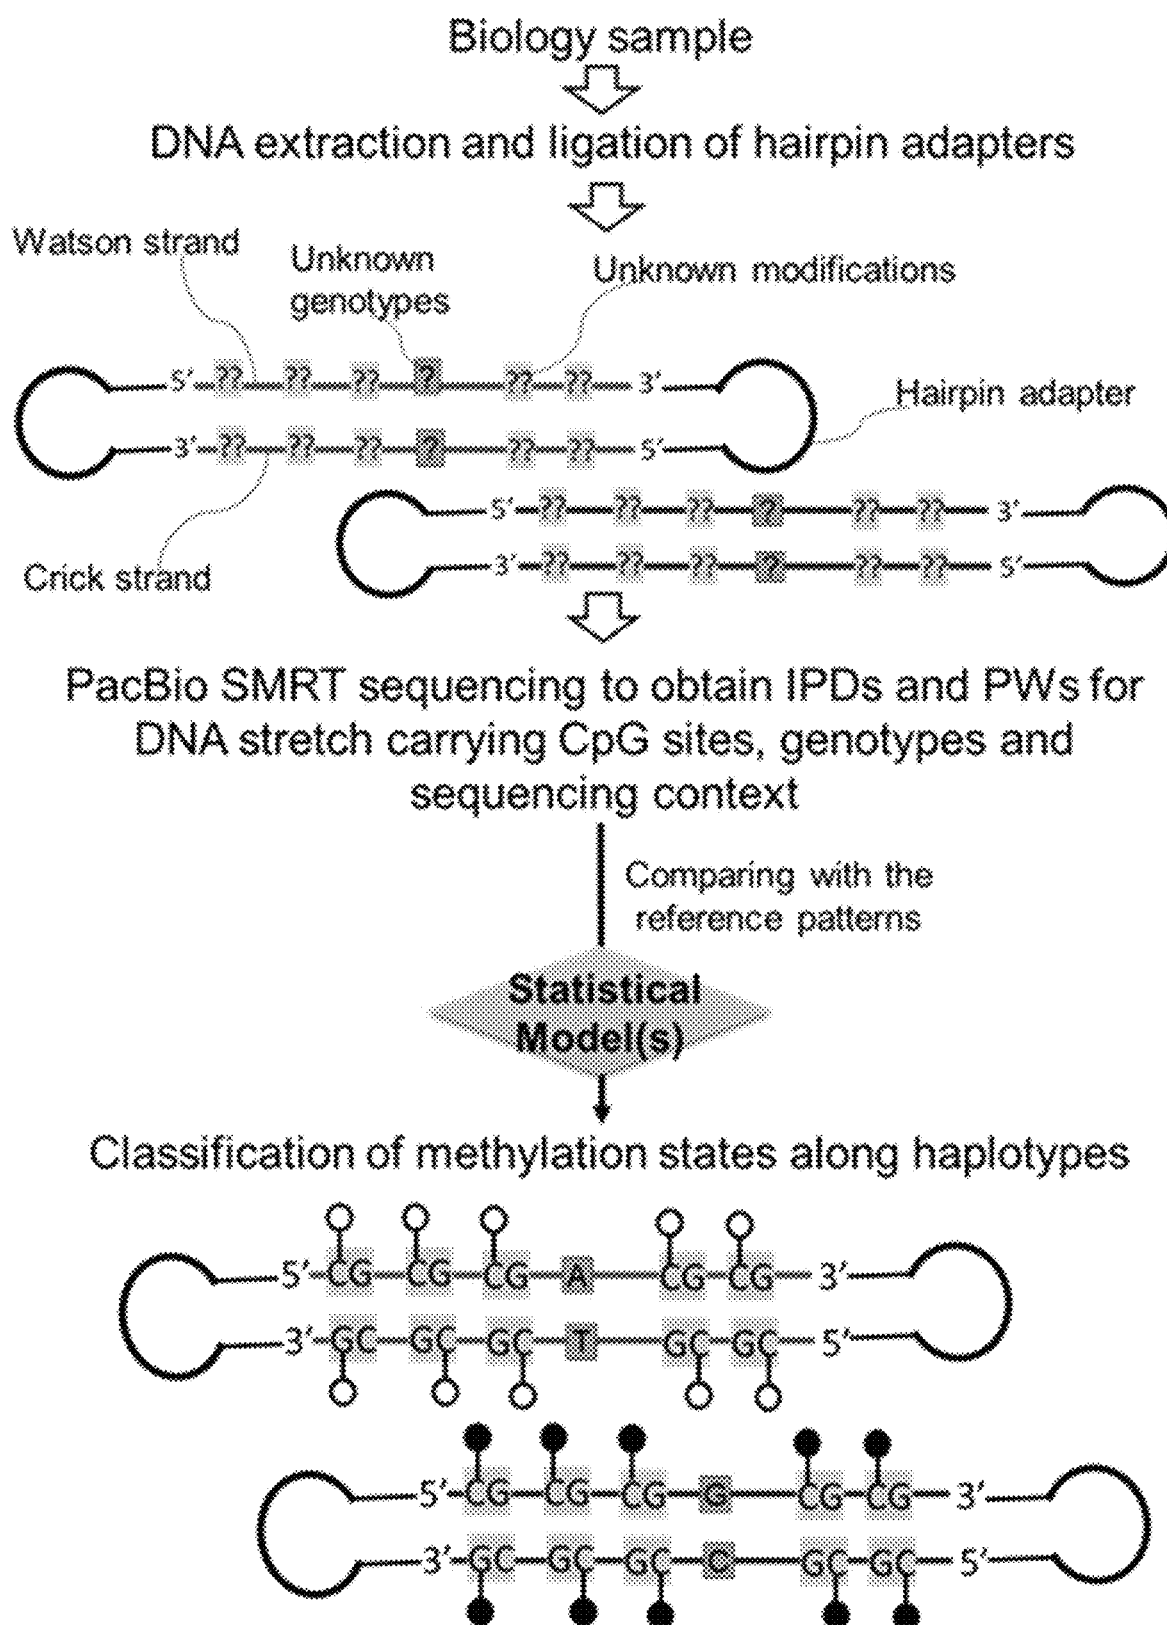 Biology sample
DNA extraction and ligation of hairpin adapters
Watson strand
Unknown
genotypes
Unknown modifications
5' ?? ?? ?? ? ?? ?? 3'
Hairpin adapter
3' ?? ?? ?? ? ?? ?? 5'
5' ?? ?? ?? ? ?? ?? 3'
3' ?? ?? ?? ? ?? ?? 5'
Crick strand
PacBio SMRT sequencing to obtain IPDs and PWs for
DNA stretch carrying CpG sites, genotypes and
sequencing context
Comparing with the
reference patterns
Statistical
Model(s)
Classification of methylation states along haplotypes
5' CG CG CG A CG CG 3'
3' GC GC GC T GC GC 5'
5' CG CG CG G CG CG 3'
3' GC GC GC C GC GC 5'